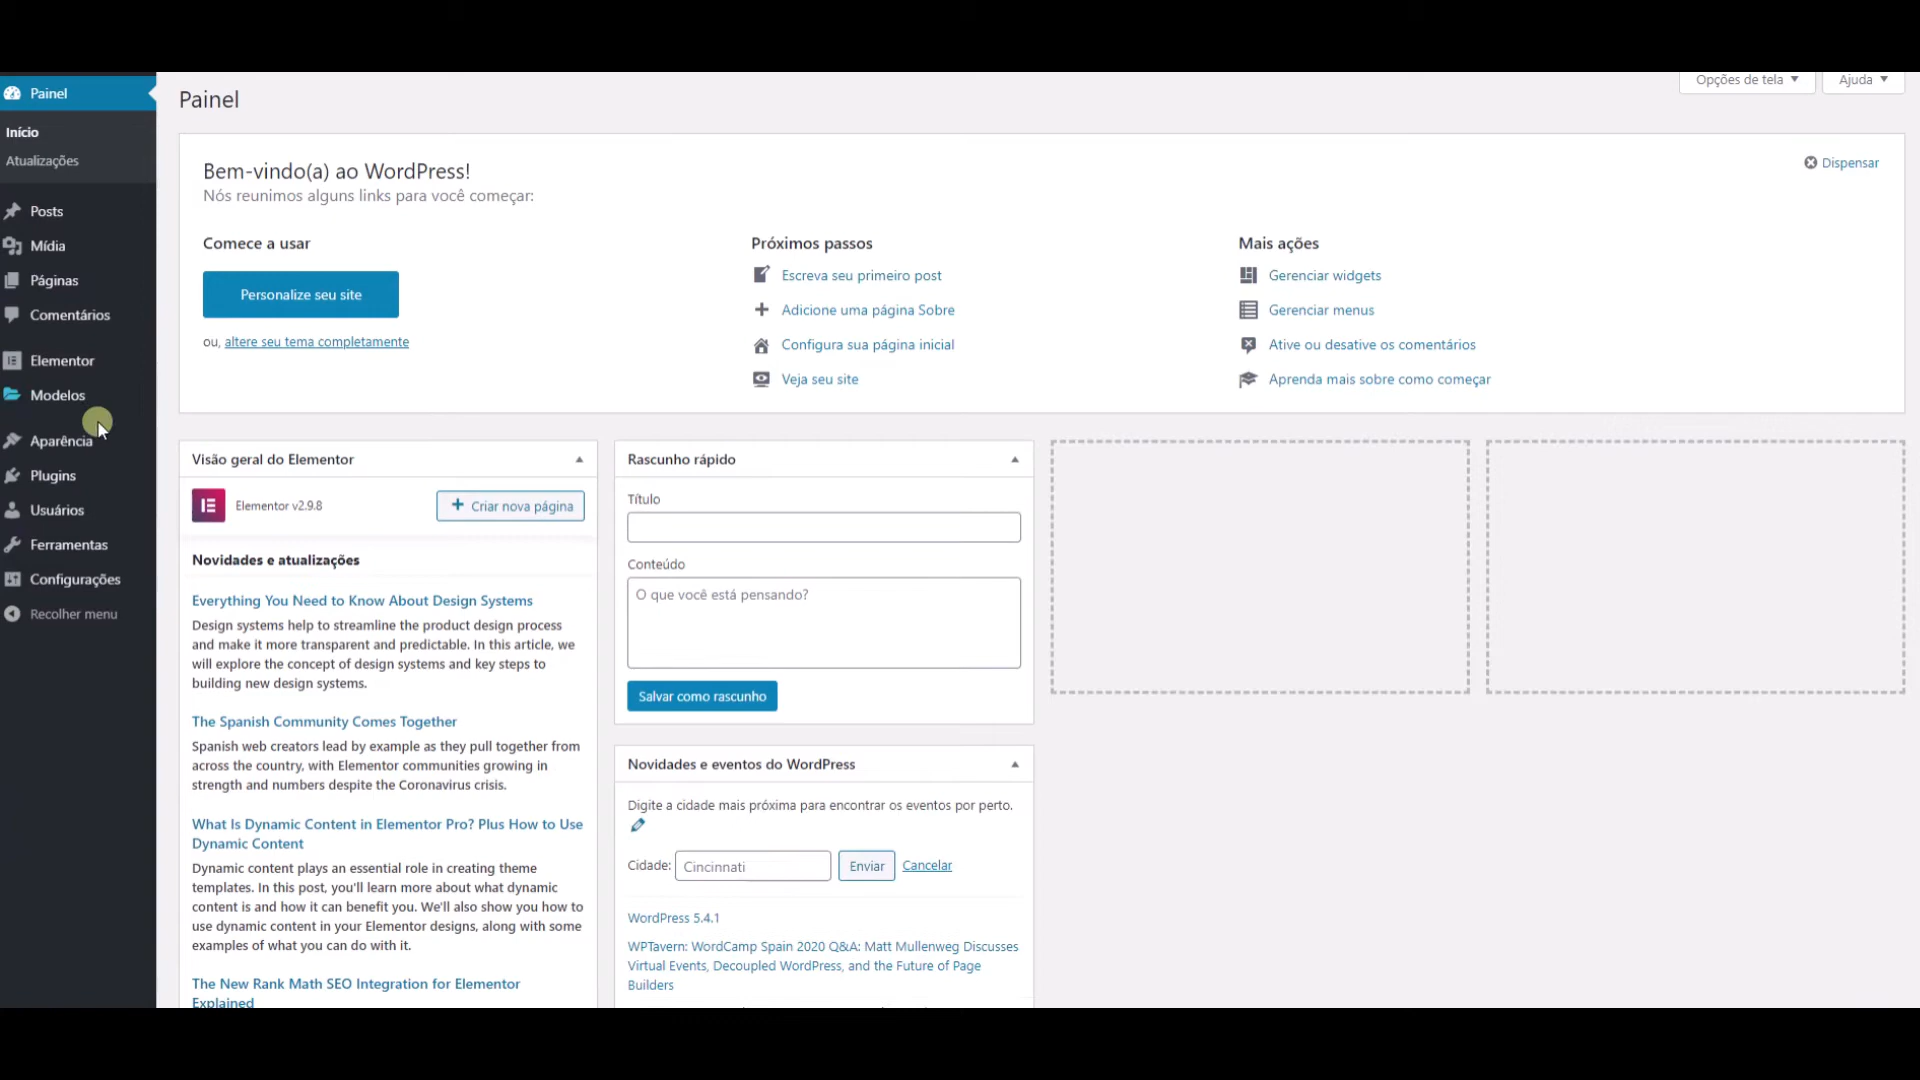 Painel
Início
Atualizações
Posts
Mídia
Páginas
Comentários
Elementor
Modelos
Aparência
Plugins
Usuários
Ferramentas
Configurações
Recolher menu
Painel
Opções de tela
Ajuda
Bem-vindo(a) ao WordPress!
Nós reunimos alguns links para você começar:
Dispensar
Comece a usar
Personalize seu site
ou, altere seu tema completamente
Próximos passos
Escreva seu primeiro post
Adicione uma página Sobre
Configura sua página inicial
Veja seu site
Mais ações
Gerenciar widgets
Gerenciar menus
Ative ou desative os comentários
Aprenda mais sobre como começar
Visão geral do Elementor
Elementor v2.9.8
+ Criar nova página
Novidades e atualizações
Everything You Need to Know About Design Systems
Design systems help to streamline the product design process
and make it more transparent and predictable. In this article, we
will explore the concept of design systems and key steps to
building new design systems.
The Spanish Community Comes Together
Spanish web creators lead by example as they pull together from
across the country, with Elementor communities growing in
strength and numbers despite the Coronavirus crisis.
What Is Dynamic Content in Elementor Pro? Plus How to Use
Dynamic Content
Dynamic content plays an essential role in creating theme
templates. In this post, you'll learn more about what dynamic
content is and how it can benefit you. We'll also show you how to
use dynamic content in your Elementor designs, along with some
examples of what you can do with it.
The New Rank Math SEO Integration for Elementor
Explained
Rascunho rápido
Título
Conteúdo
O que você está pensando?
Salvar como rascunho
Novidades e eventos do WordPress
Digite a cidade mais próxima para encontrar os eventos por perto.
Cidade: Cincinnati Enviar Cancelar
WordPress 5.4.1
WPTavern: WordCamp Spain 2020 Q&A: Matt Mullenweg Discusses
Virtual Events, Decoupled WordPress, and the Future of Page
Builders